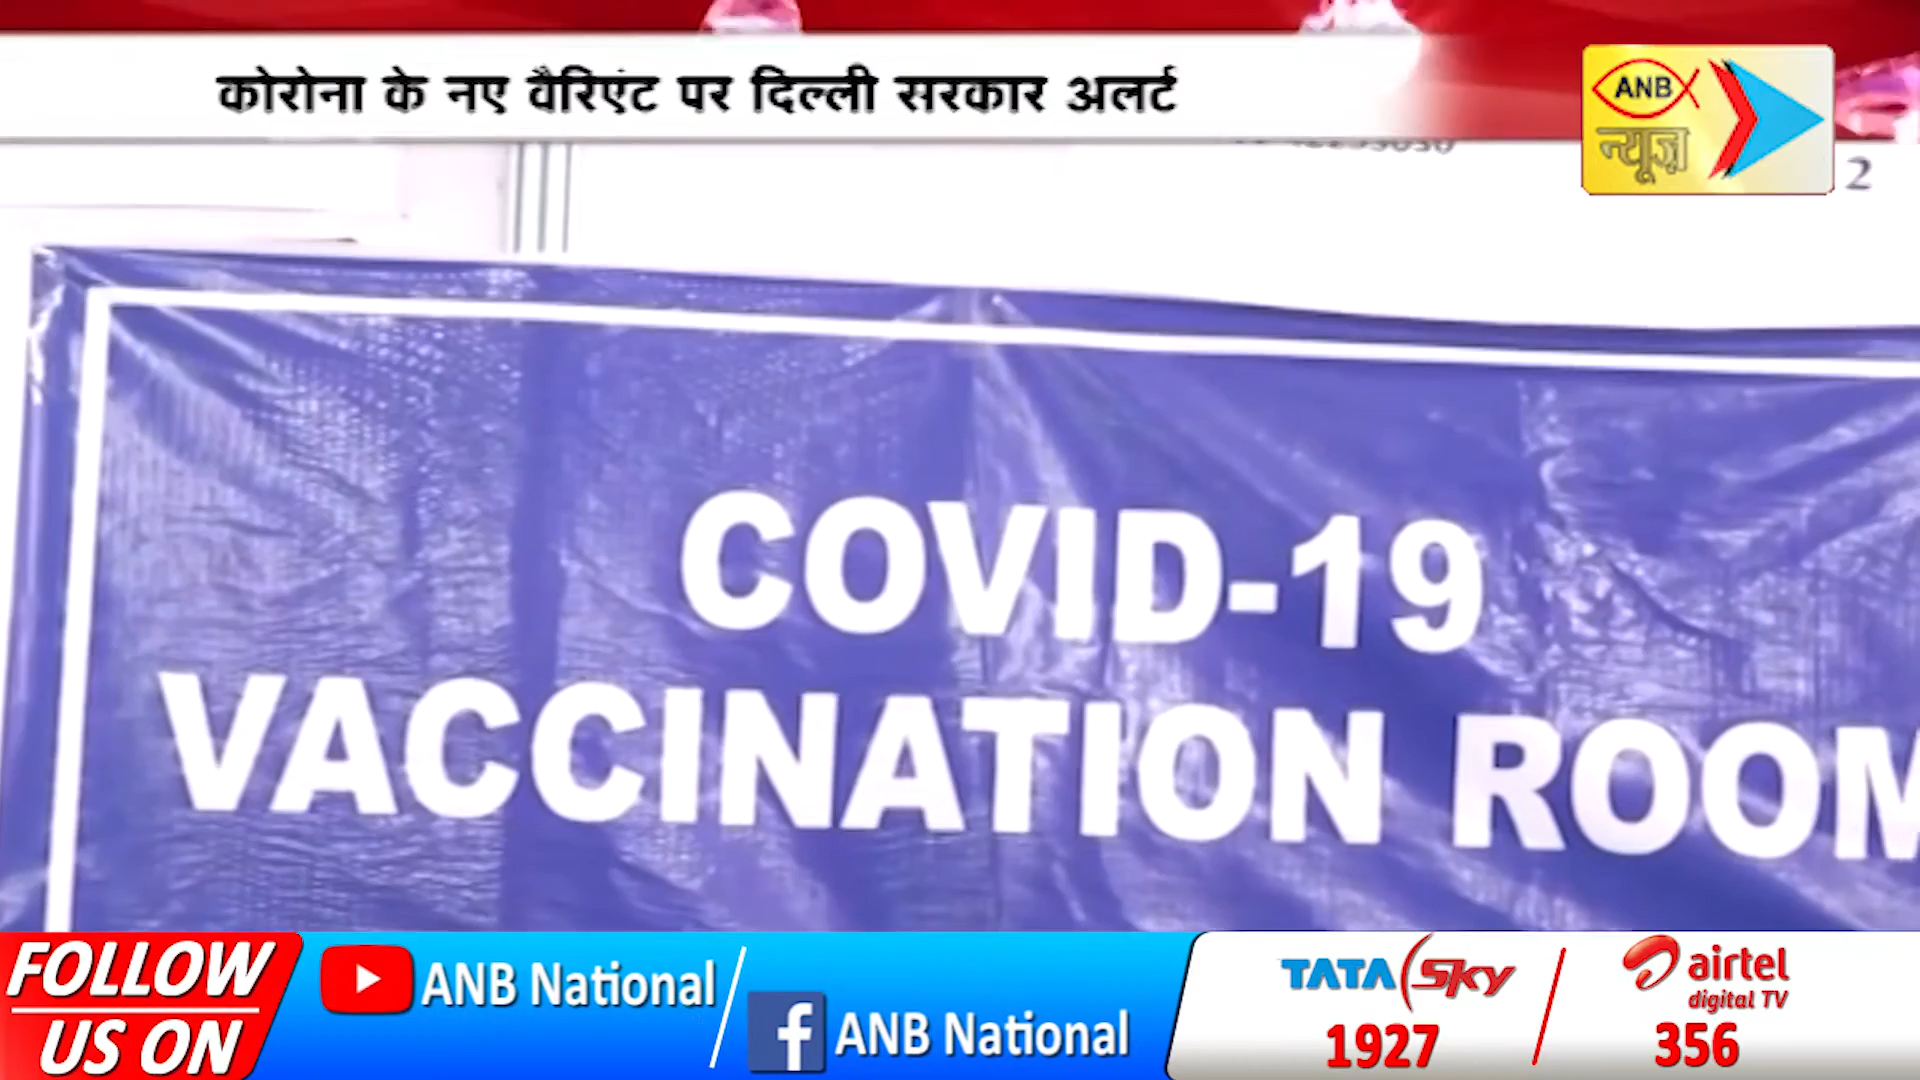 कोरोना के नए वैरिएंट पर दिल्ली सरकार अलर्ट
ANB
न्यूज़
2
COVID-19
VACCINATION ROOM
FOLLOW
US ON
ANB National
ANB National
TATA Sky
1927
airtel
digital TV
356